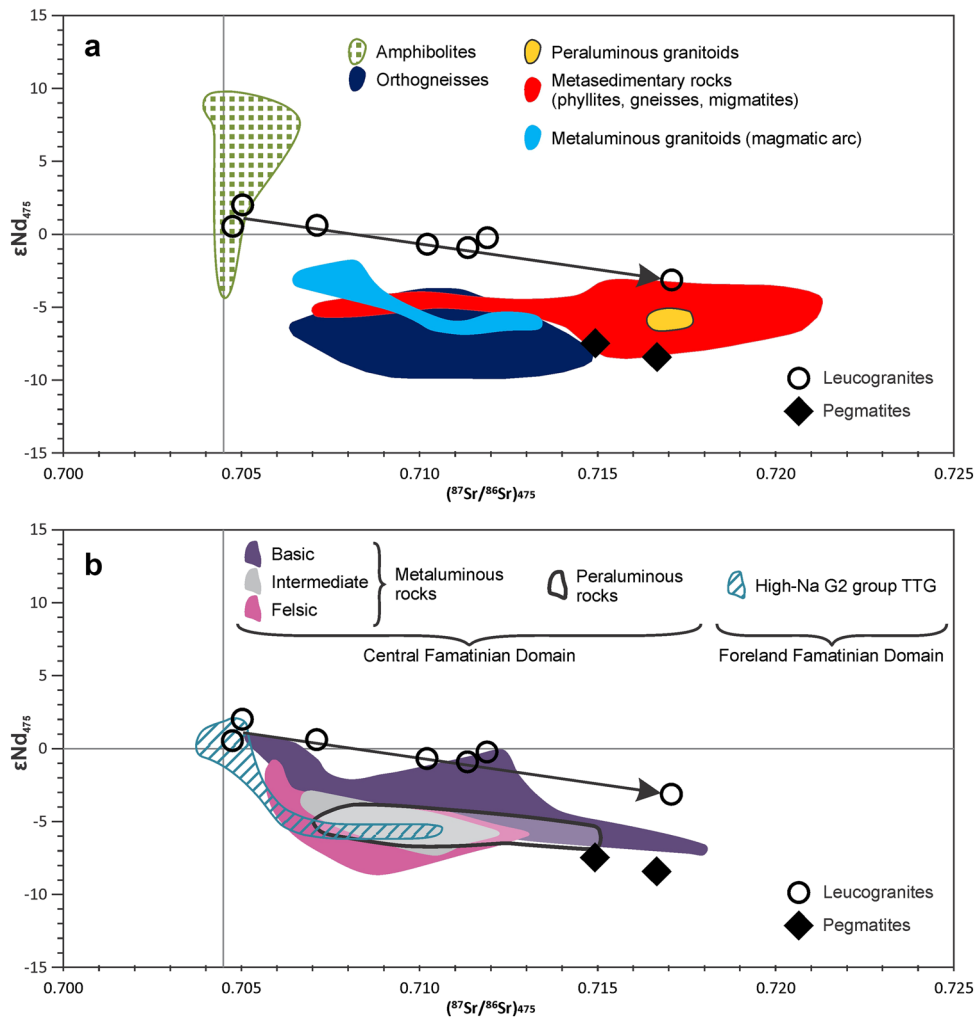 a
15
10
5
0
-5
-10
-15
εNd475
Amphibolites
Orthogneisses
Peraluminous granitoids
Metasedimentary rocks
(phyllites, gneisses, migmatites)
Metaluminous granitoids (magmatic arc)
Leucogranites
Pegmatites
0.700 0.705 0.710 0.715 0.720 0.725
(⁸⁷Sr/⁸⁶Sr)₄₇₅
b
15
10
5
0
-5
-10
-15
εNd475
Basic
Intermediate
Felsic
Metaluminous
rocks
Peraluminous
rocks
High-Na G2 group TTG
Central Famatinian Domain
Foreland Famatinian Domain
Leucogranites
Pegmatites
0.700 0.705 0.710 0.715 0.720 0.725
(⁸⁷Sr/⁸⁶Sr)₄₇₅